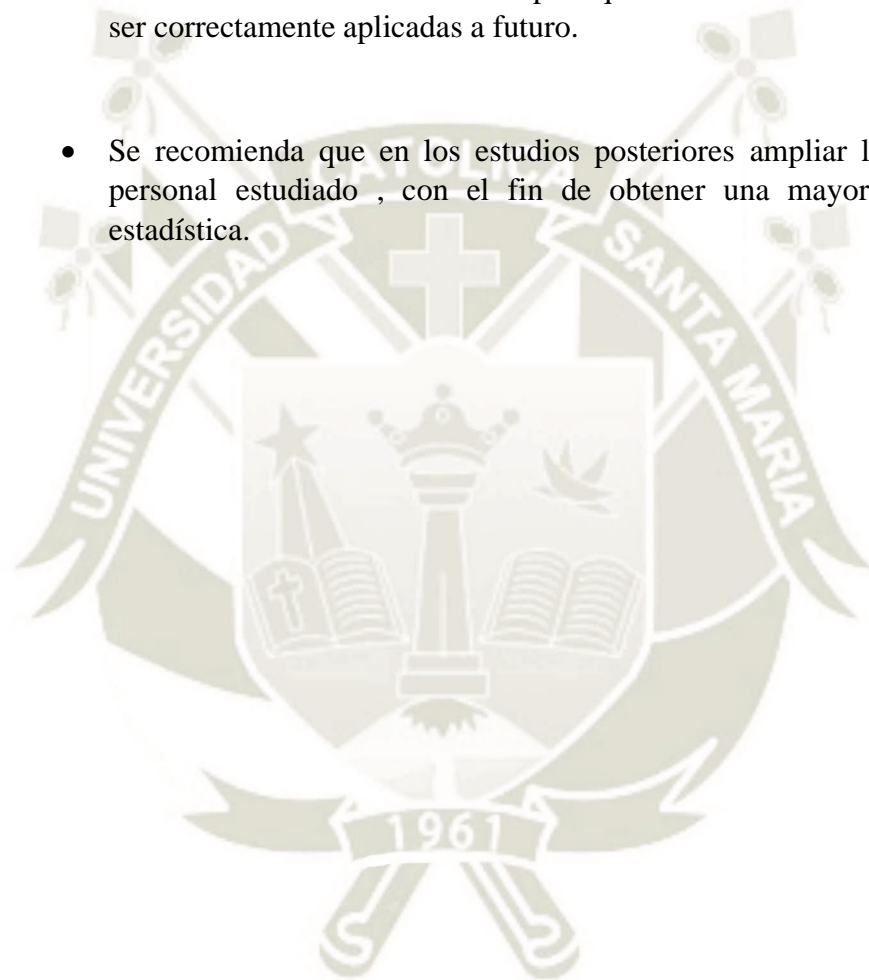 ser correctamente aplicadas a futuro.
• Se recomienda que en los estudios posteriores ampliar l
personal estudiado , con el fin de obtener una mayor
estadística.
UNIVERSIDAD CATOLICA SANTA MARIA
1961